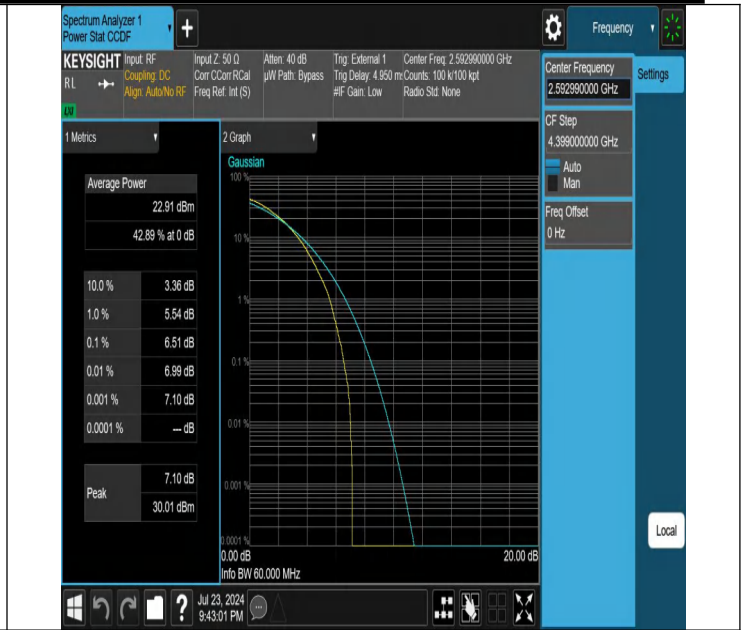 Spectrum Analyzer 1
Power Stat CCDF
Frequency
KEYSIGHT
RL
LXI
Input: RF
Coupling: DC
Align: Auto/No RF
Input Z: 50 Ω
Corr CCorr RCal
Freq Ref: Int (S)
Atten: 40 dB
µW Path: Bypass
Trig: External 1
Trig Delay: 4.950 ms
#IF Gain: Low
Center Freq: 2.592990000 GHz
Counts: 100 k/100 kpt
Radio Std: None
Center Frequency
2.592990000 GHz
Settings
CF Step
4.399000000 GHz
Auto
Man
Freq Offset
0 Hz
1 Metrics
Average Power
22.91 dBm
42.89 % at 0 dB
10.0 % 3.36 dB
1.0 % 5.54 dB
0.1 % 6.51 dB
0.01 % 6.99 dB
0.001 % 7.10 dB
0.0001 % --- dB
Peak
7.10 dB
30.01 dBm
2 Graph
Gaussian
100 %
10 %
1 %
0.1 %
0.01 %
0.001 %
0.0001 %
0.00 dB 20.00 dB
Info BW 60.000 MHz
Local
?
Jul 23, 2024
9:43:01 PM